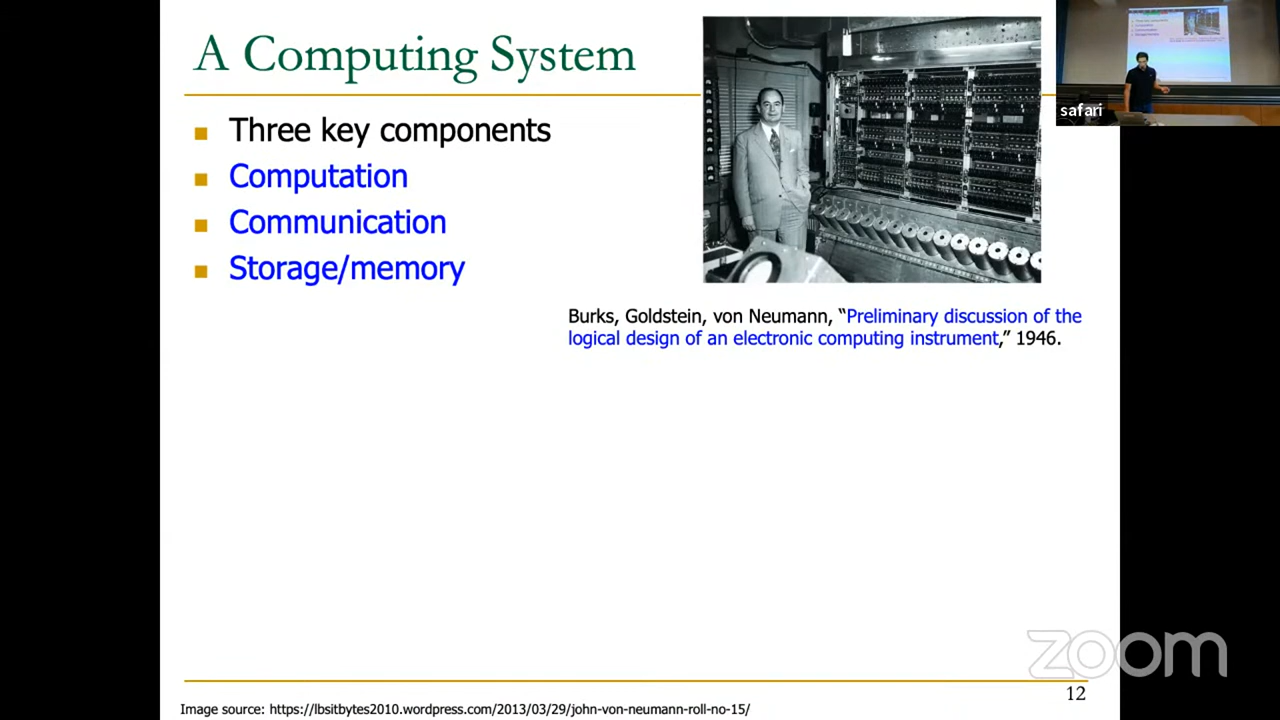 A Computing System
Three key components
Computation
Communication
Storage/memory
Burks, Goldstein, von Neumann, “Preliminary discussion of the
logical design of an electronic computing instrument,” 1946.
safari
zoom
12
Image source: https://lbsitbytes2010.wordpress.com/2013/03/29/john-von-neumann-roll-no-15/